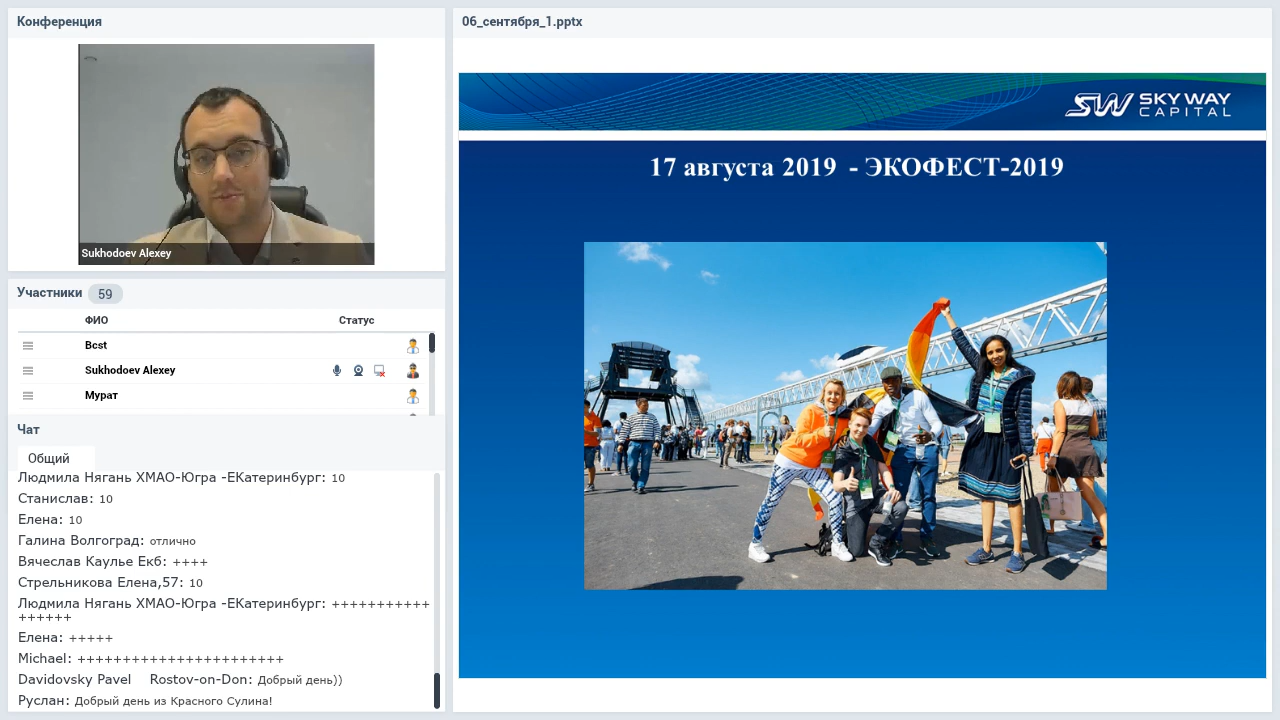 Конференция
Sukhodoev Alexey
Участники 59
ФИО Статус
Bcst
Sukhodoev Alexey
Мурат
Чат
Общий
Людмила Нягань ХМАО-Югра -ЕКатеринбург: 10
Станислав: 10
Елена: 10
Галина Волгоград: отлично
Вячеслав Каулье Екб: ++++
Стрельникова Елена,57: 10
Людмила Нягань ХМАО-Югра -ЕКатеринбург: +++++++++++
++++++
Елена: +++++
Michael: +++++++++++++++++++++++
Davidovsky Pavel Rostov-on-Don: Добрый день))
Руслан: Добрый день из Красного Сулина!
06_сентября_1.pptx
SW SKY WAY
CAPITAL
17 августа 2019 - ЭКОФЕСТ-2019